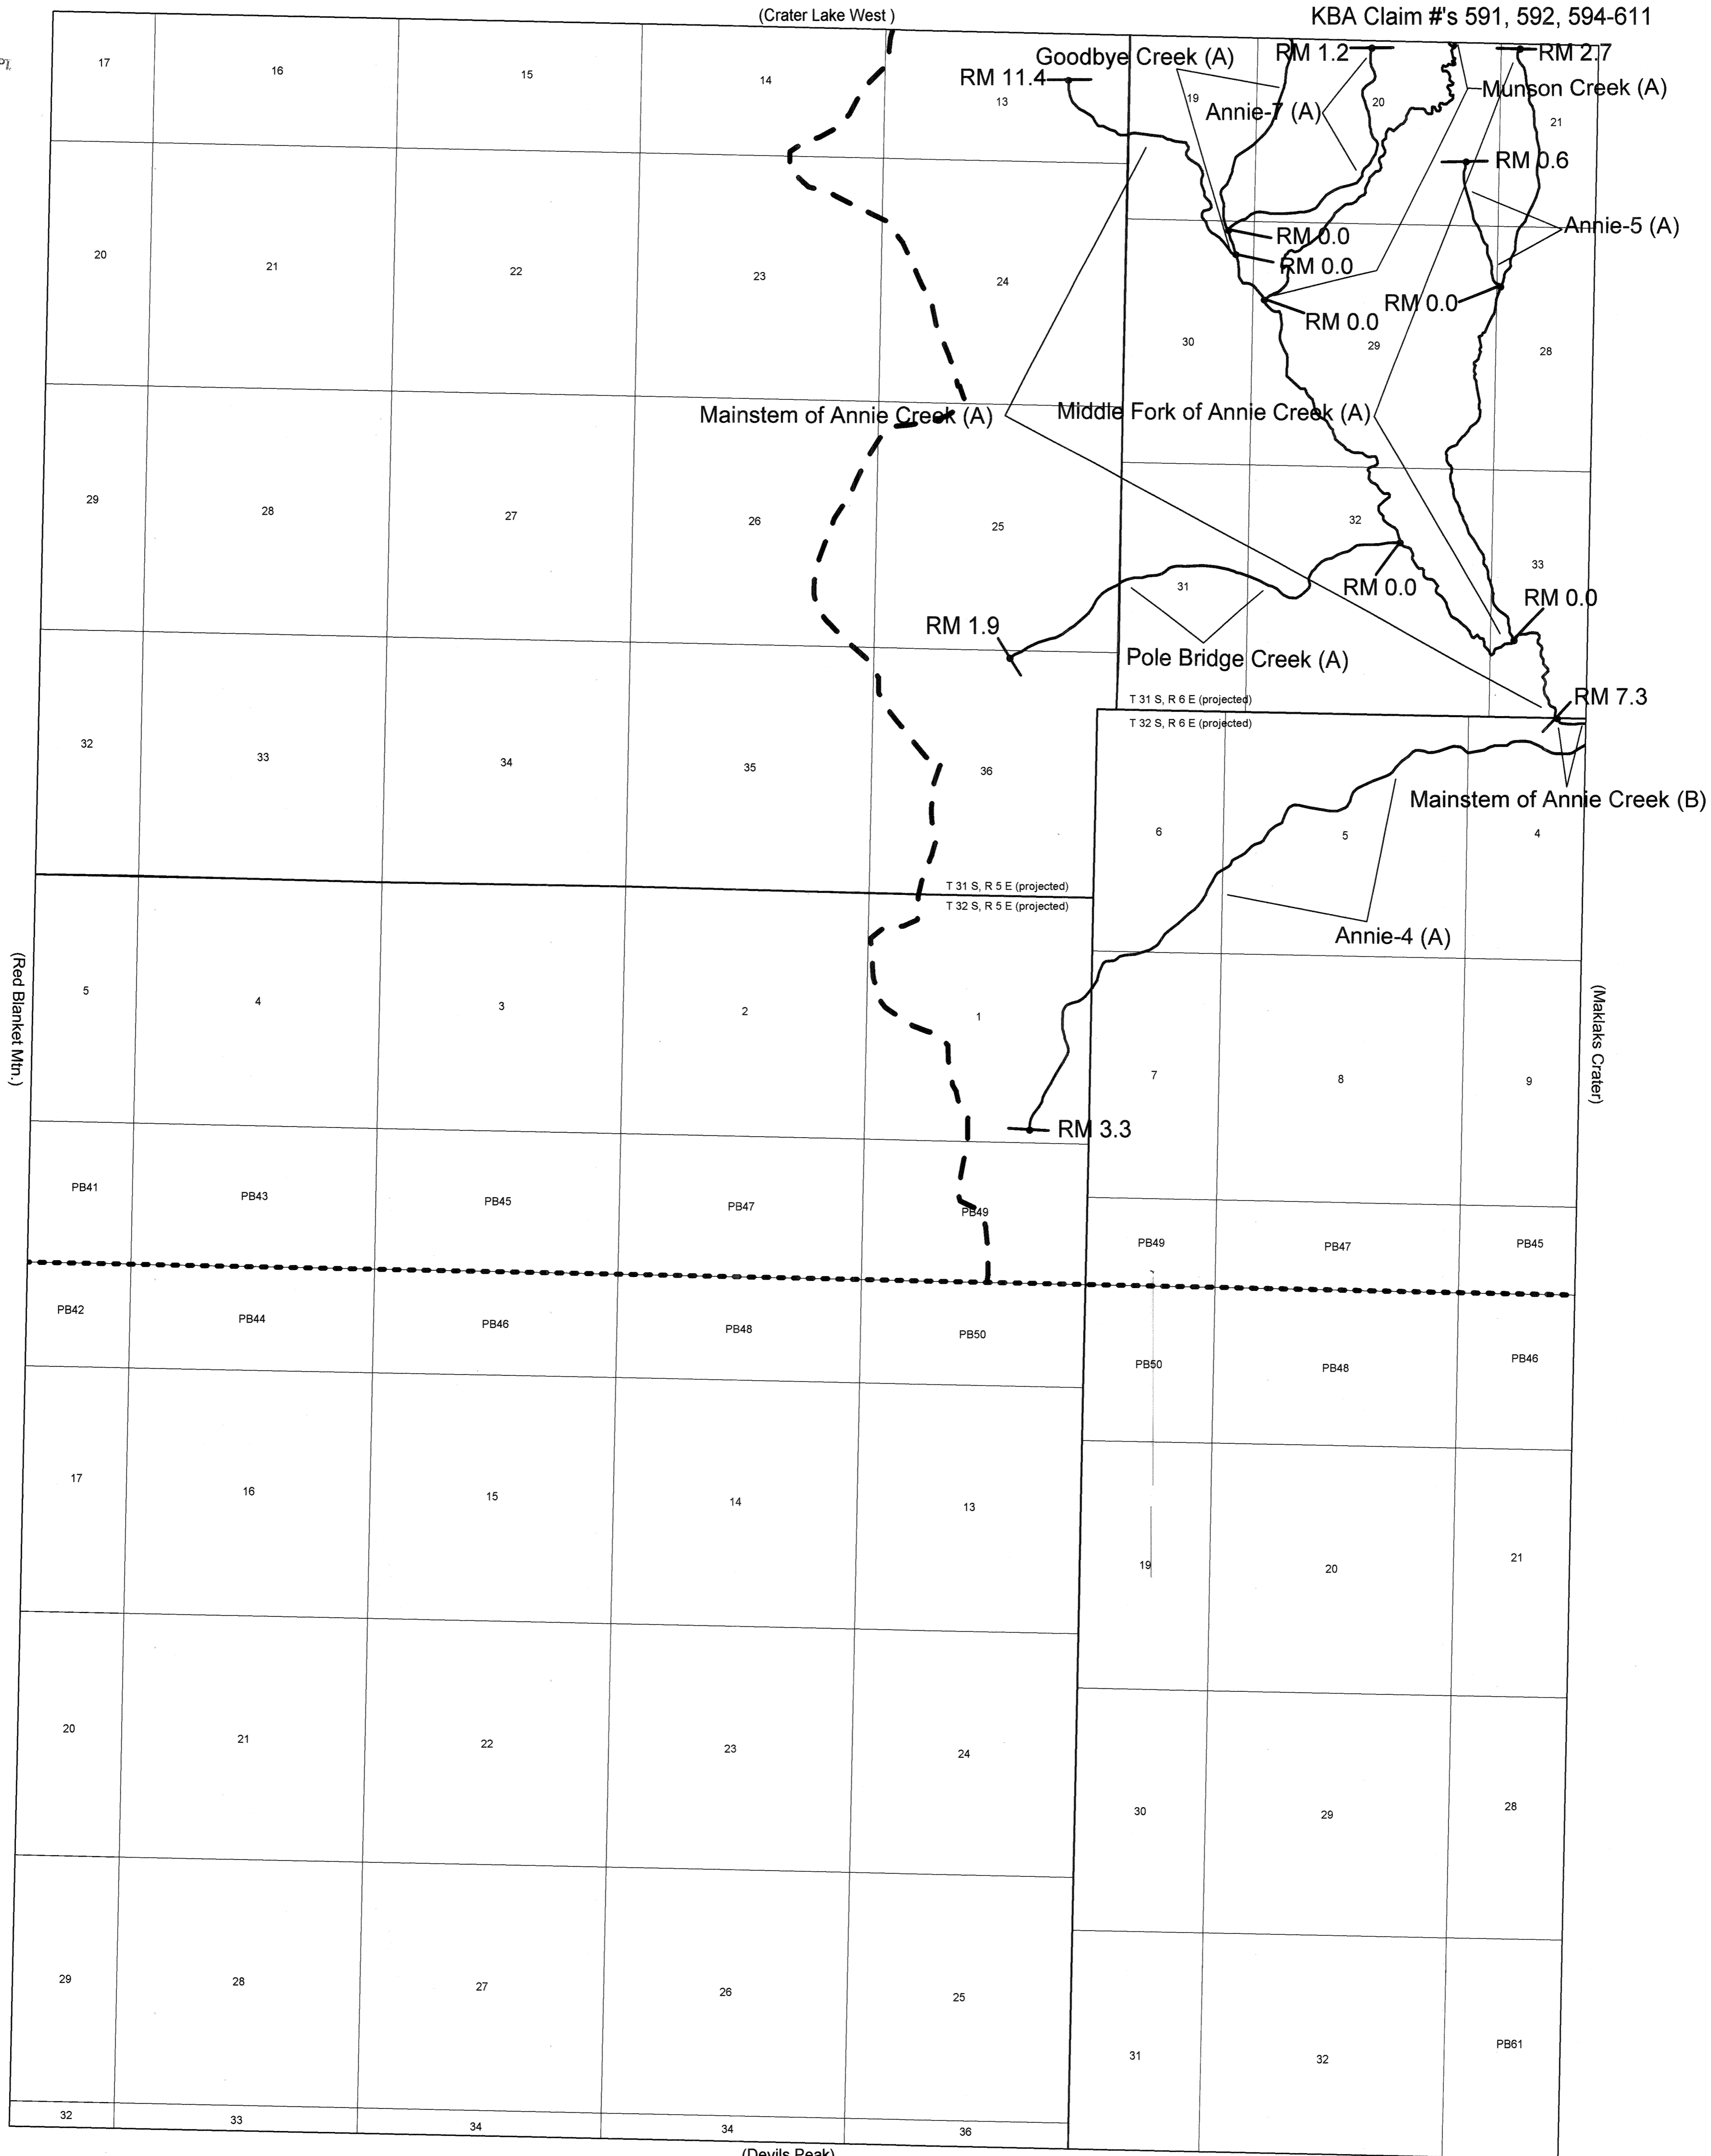 (Crater Lake West )
KBA Claim #'s 591, 592, 594-611
17
16
15
14
13
19
20
21
Goodbye Creek (A)
RM 11.4
RM 1.2
RM 2.7
Munson Creek (A)
Annie-7 (A)
RM 0.6
Annie-5 (A)
RM 0.0
RM 0.0
RM 0.0
RM 0.0
20
21
22
23
24
30
29
28
Mainstem of Annie Creek (A)
Middle Fork of Annie Creek (A)
29
28
27
26
25
31
32
33
RM 0.0
RM 0.0
RM 1.9
Pole Bridge Creek (A)
T 31 S, R 6 E (projected)
T 32 S, R 6 E (projected)
RM 7.3
32
33
34
35
36
Mainstem of Annie Creek (B)
6
5
4
T 31 S, R 5 E (projected)
T 32 S, R 5 E (projected)
Annie-4 (A)
(Red Blanket Mtn.)
(Maklaks Crater)
5
4
3
2
1
7
8
9
RM 3.3
PB41
PB43
PB45
PB47
PB49
PB49
PB47
PB45
PB42
PB44
PB46
PB48
PB50
PB50
PB48
PB46
17
16
15
14
13
19
20
21
20
21
22
23
24
30
29
28
29
28
27
26
25
31
32
PB61
32
33
34
34
36
(Devils Peak)